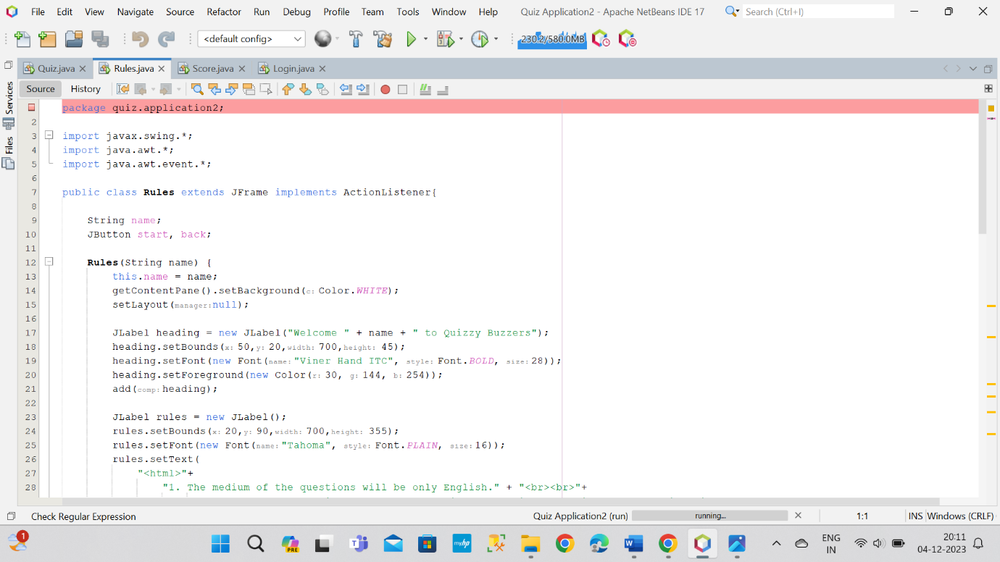 File Edit View Navigate Source Refactor Run Debug Profile Team Tools Window Help Quiz Application2 - Apache NetBeans IDE 17 Search (Ctrl+I)
<default config> 230.2/580.0MB
Quiz.java Rules.java Score.java Login.java
Services
Files
Source History
package quiz.application2;
2
3 import javax.swing.*;
4 import java.awt.*;
5 import java.awt.event.*;
6
7 public class Rules extends JFrame implements ActionListener{
8
9 String name;
10 JButton start, back;
11
12 Rules(String name) {
13 this.name = name;
14 getContentPane().setBackground(c: Color.WHITE);
15 setLayout(manager:null);
16
17 JLabel heading = new JLabel("Welcome " + name + " to Quizzy Buzzers");
18 heading.setBounds(x: 50,y: 20,width: 700,height: 45);
19 heading.setFont(new Font(name: "Viner Hand ITC", style: Font.BOLD, size: 28));
20 heading.setForeground(new Color(r: 30, g: 144, b: 254));
21 add(comp: heading);
22
23 JLabel rules = new JLabel();
24 rules.setBounds(x: 20,y: 90,width: 700,height: 355);
25 rules.setFont(new Font(name: "Tahoma", style: Font.PLAIN, size: 16));
26 rules.setText(
27 "<html>"+
28 "1. The medium of the questions will be only English." + "<br><br>"+
Check Regular Expression Quiz Application2 (run) running... 1:1 INS Windows (CRLF)
1 PRE myhp ENG 20:11
IN 04-12-2023